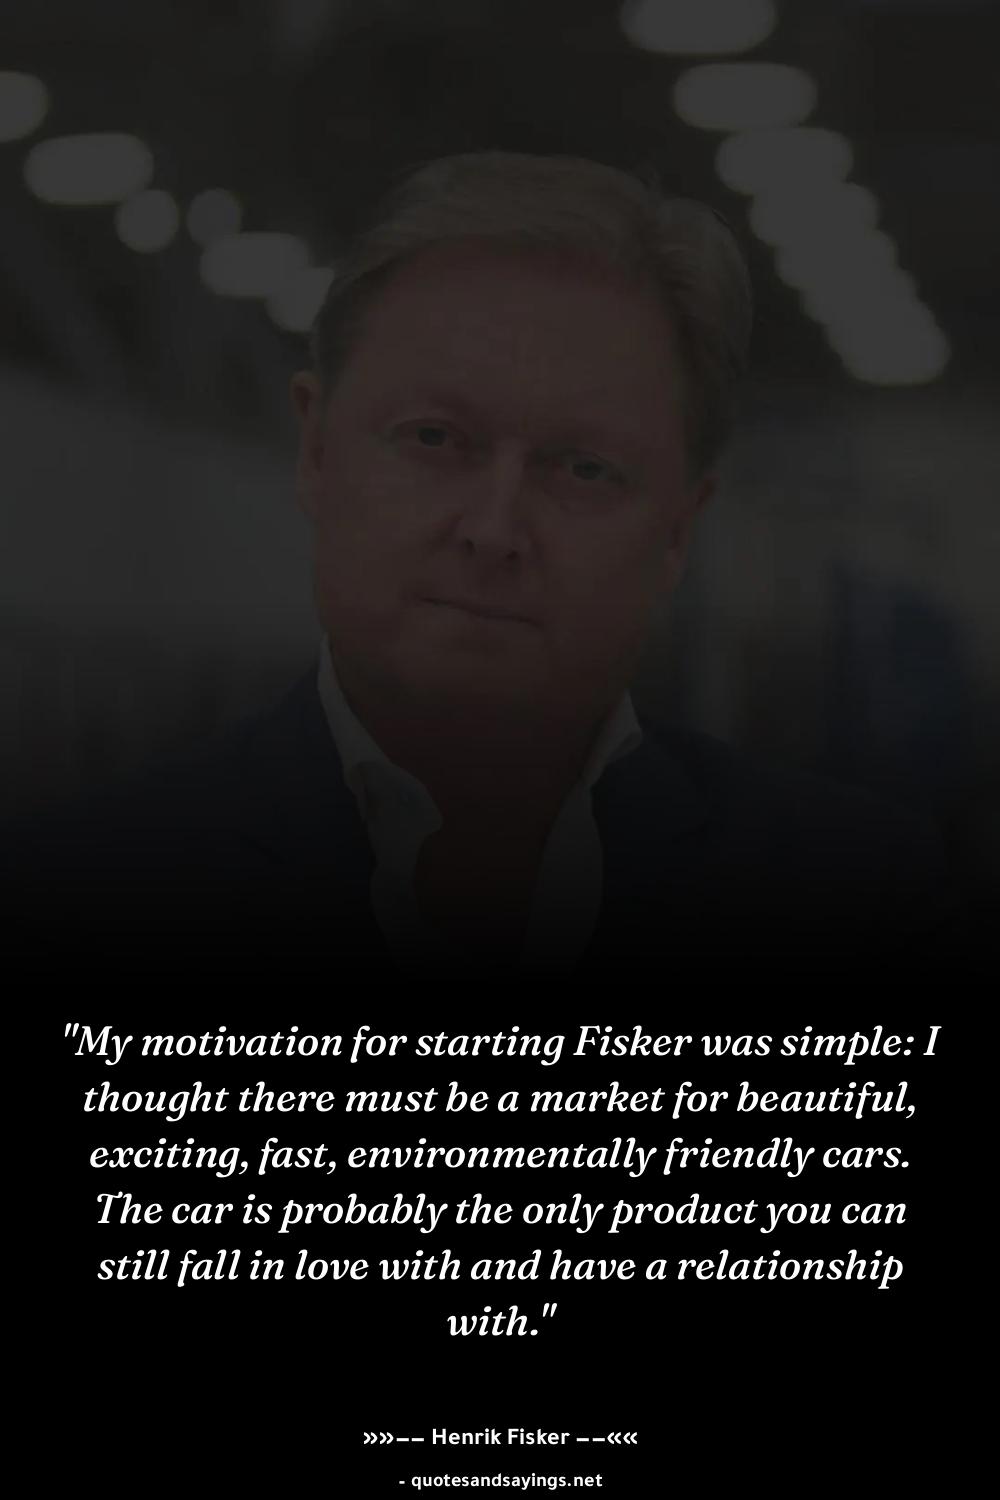 "My motivation for starting Fisker was simple: I
thought there must be a market for beautiful,
exciting, fast, environmentally friendly cars.
The car is probably the only product you can
still fall in love with and have a relationship
with."
»»–– Henrik Fisker ––««
- quotesandsayings.net